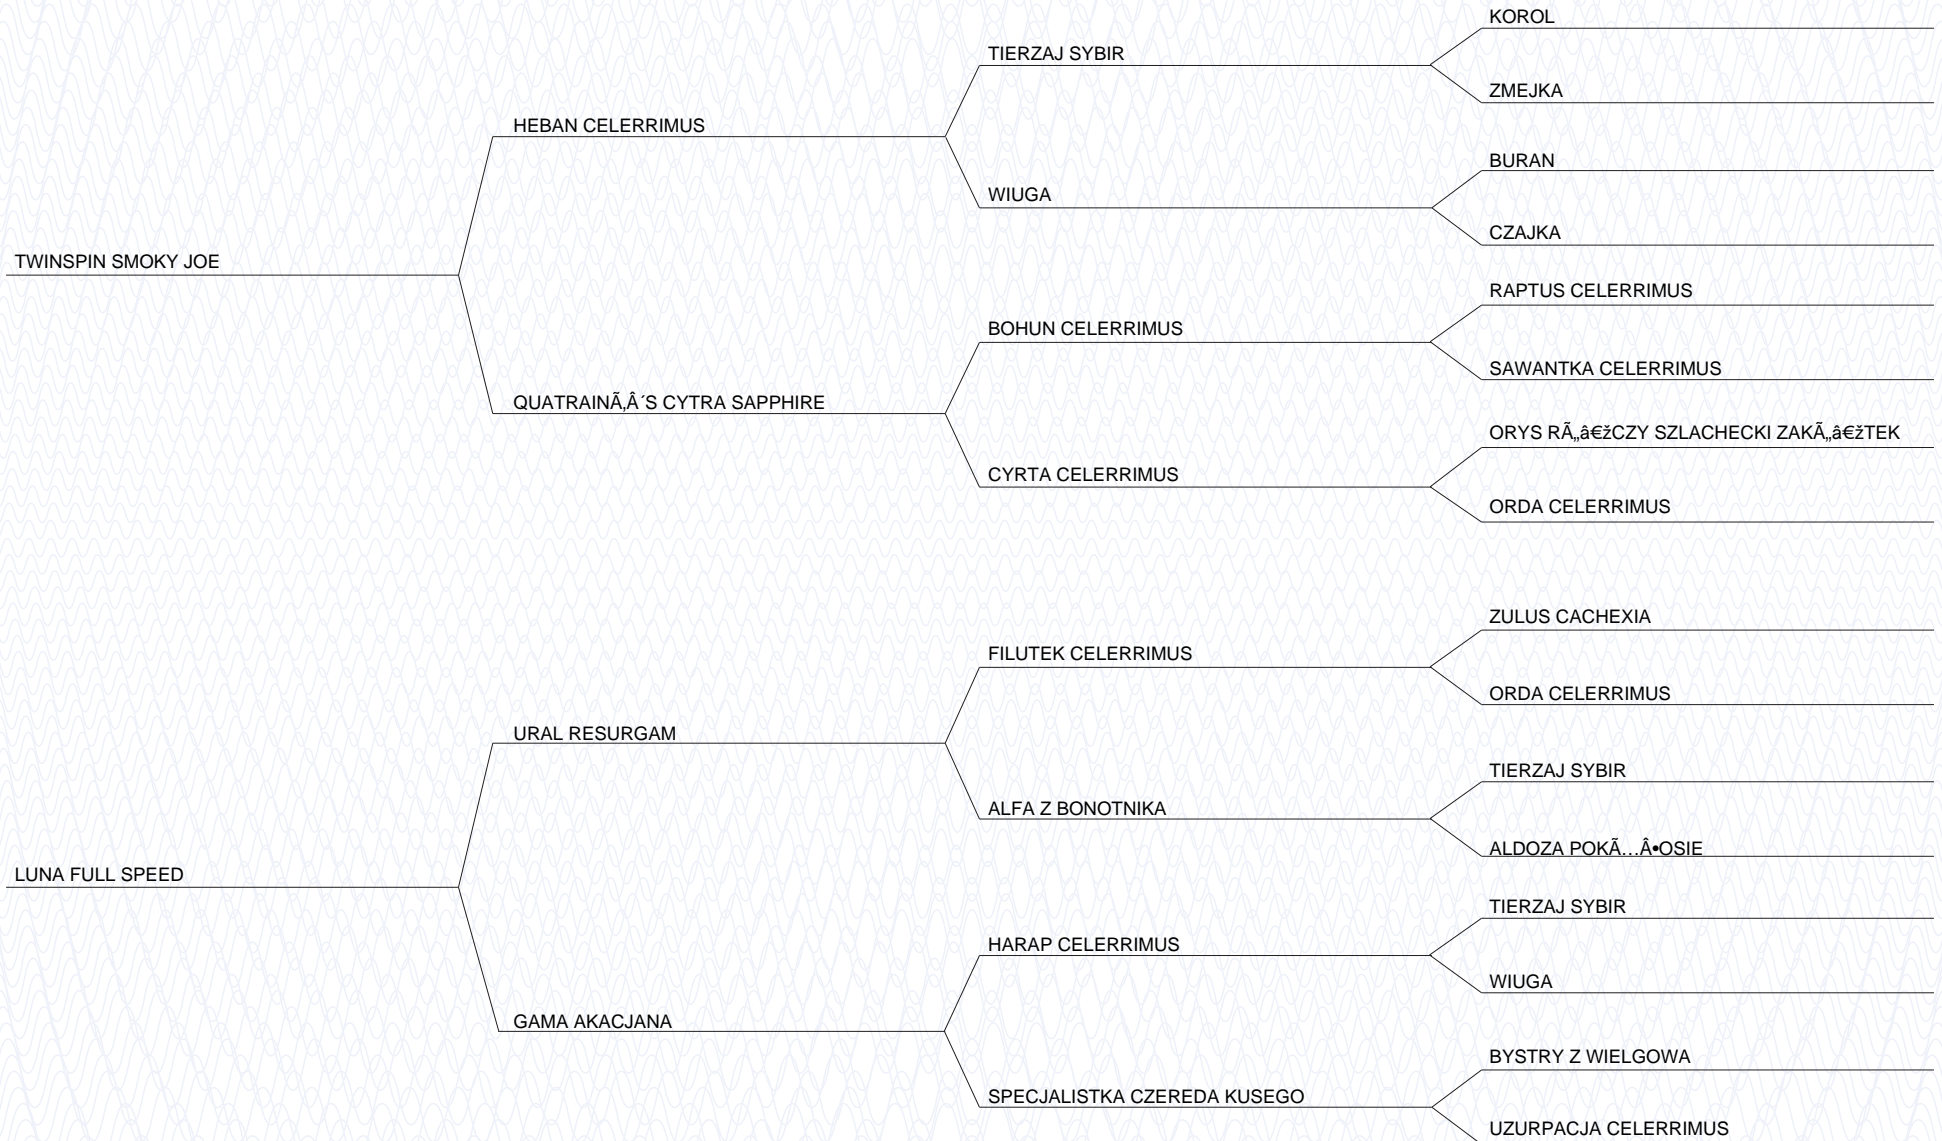 KOROL
TIERZAJ SYBIR
ZMEJKA
HEBAN CELERRIMUS
BURAN
WIUGA
CZAJKA
TWINSPIN SMOKY JOE
RAPTUS CELERRIMUS
BOHUN CELERRIMUS
SAWANTKA CELERRIMUS
QUATRAINÃ‚Â´S CYTRA SAPPHIRE
ORYS RÃ„â€žCZY SZLACHECKI ZAKÃ„â€žTEK
CYRTA CELERRIMUS
ORDA CELERRIMUS
ZULUS CACHEXIA
FILUTEK CELERRIMUS
ORDA CELERRIMUS
URAL RESURGAM
TIERZAJ SYBIR
ALFA Z BONOTNIKA
ALDOZA POKÃ…Â•OSIE
LUNA FULL SPEED
TIERZAJ SYBIR
HARAP CELERRIMUS
WIUGA
GAMA AKACJANA
BYSTRY Z WIELGOWA
SPECJALISTKA CZEREDA KUSEGO
UZURPACJA CELERRIMUS